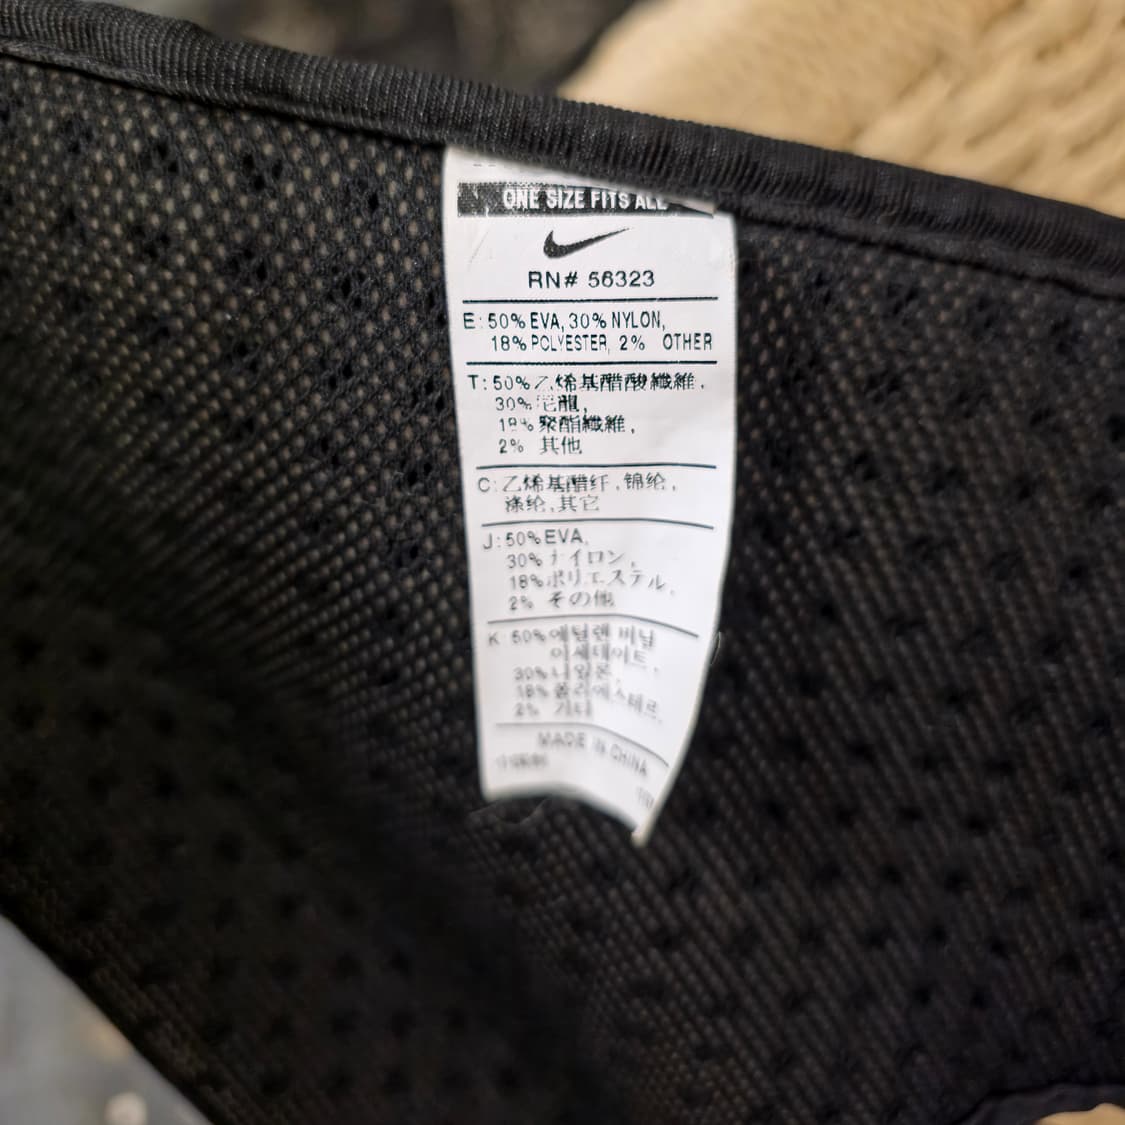 ONE SIZE FITS ALL
RN# 56323
E: 50% EVA, 30% NYLON,
18% POLYESTER, 2% OTHER
T: 50% 乙烯基醋酸纖維,
30% 尼龍,
18% 聚酯纖維,
2% 其他
C: 乙烯基醋纤,锦纶,
涤纶,其它
J: 50% EVA,
30% ナイロン,
18% ポリエステル,
2% その他
K: 50% 에틸렌 비닐
아세테이트,
30% 나일론,
18% 폴리에스테르,
2% 기타
MADE IN CHINA